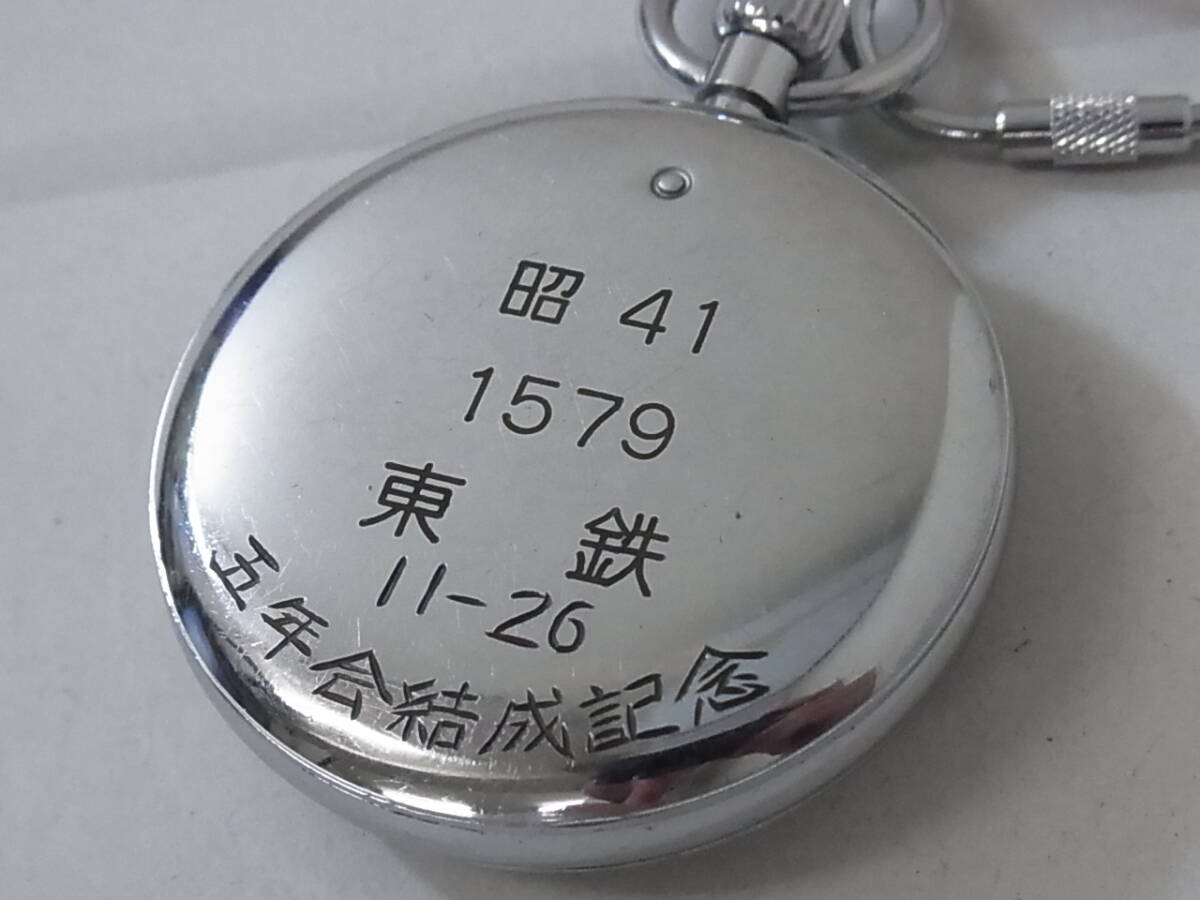 昭 41
1579
東 鉄
11-26
五年会結成記念